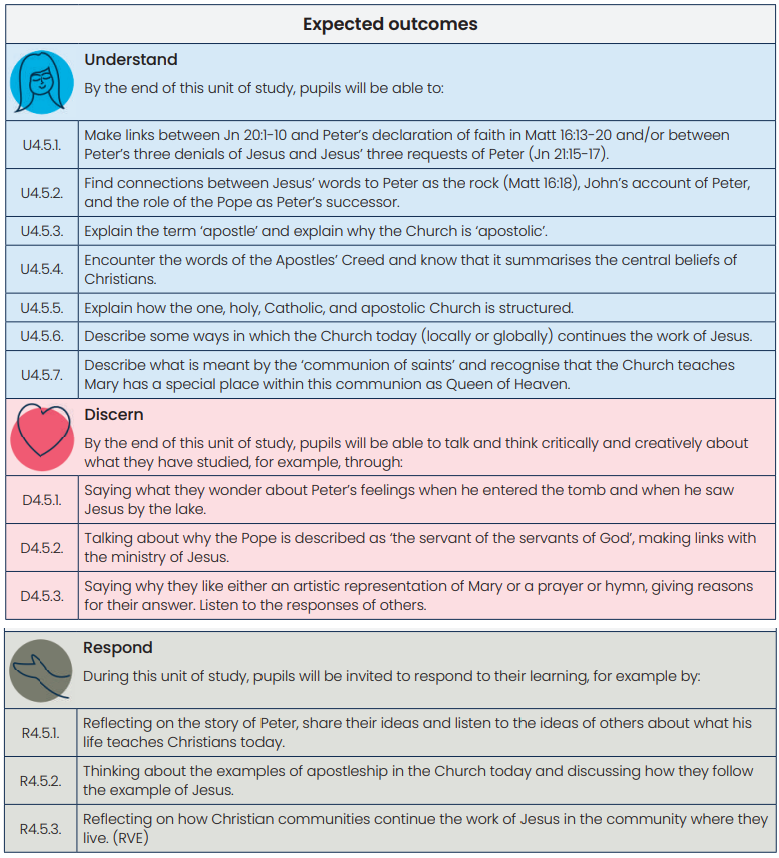 Expected outcomes
Understand
By the end of this unit of study, pupils will be able to:
U4.5.1.
Make links between Jn 20:1-10 and Peter's declaration of faith in Matt 16:13-20 and/or between
Peter's three denials of Jesus and Jesus' three requests of Peter (Jn 21:15-17).
U4.5.2.
Find connections between Jesus' words to Peter as the rock (Matt 16:18), John's account of Peter,
and the role of the Pope as Peter's successor.
U4.5.3.
Explain the term 'apostle' and explain why the Church is 'apostolic'.
U4.5.4.
Encounter the words of the Apostles' Creed and know that it summarises the central beliefs of
Christians.
U4.5.5.
Explain how the one, holy, Catholic, and apostolic Church is structured.
U4.5.6.
Describe some ways in which the Church today (locally or globally) continues the work of Jesus.
U4.5.7.
Describe what is meant by the 'communion of saints' and recognise that the Church teaches
Mary has a special place within this communion as Queen of Heaven.
Discern
By the end of this unit of study, pupils will be able to talk and think critically and creatively about
what they have studied, for example, through:
D4.5.1.
Saying what they wonder about Peter's feelings when he entered the tomb and when he saw
Jesus by the lake.
D4.5.2.
Talking about why the Pope is described as 'the servant of the servants of God', making links with
the ministry of Jesus.
D4.5.3.
Saying why they like either an artistic representation of Mary or a prayer or hymn, giving reasons
for their answer. Listen to the responses of others.
Respond
During this unit of study, pupils will be invited to respond to their learning, for example by:
R4.5.1.
Reflecting on the story of Peter, share their ideas and listen to the ideas of others about what his
life teaches Christians today.
R4.5.2.
Thinking about the examples of apostleship in the Church today and discussing how they follow
the example of Jesus.
R4.5.3.
Reflecting on how Christian communities continue the work of Jesus in the community where they
live. (RVE)